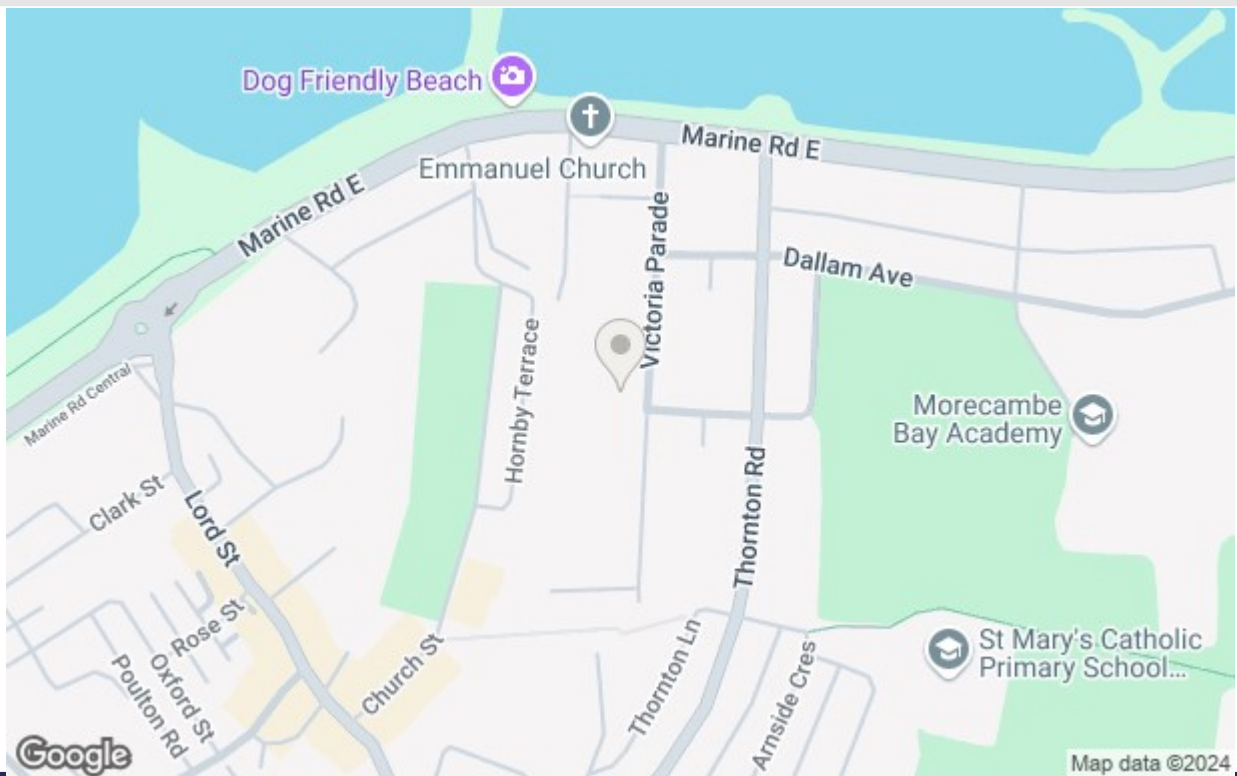 Dog Friendly Beach
Emmanuel Church
Marine Rd E
Marine Rd E
Victoria Parade
Dallam Ave
Hornby Terrace
Marine Rd Central
Morecambe
Bay Academy
Clark St
Lord St
Thornton Rd
Rose St
Oxford St
Poulton Rd
Church St
Thornton Ln
Arnside Cres
St Mary's Catholic
Primary School...
Google
Map data ©2024